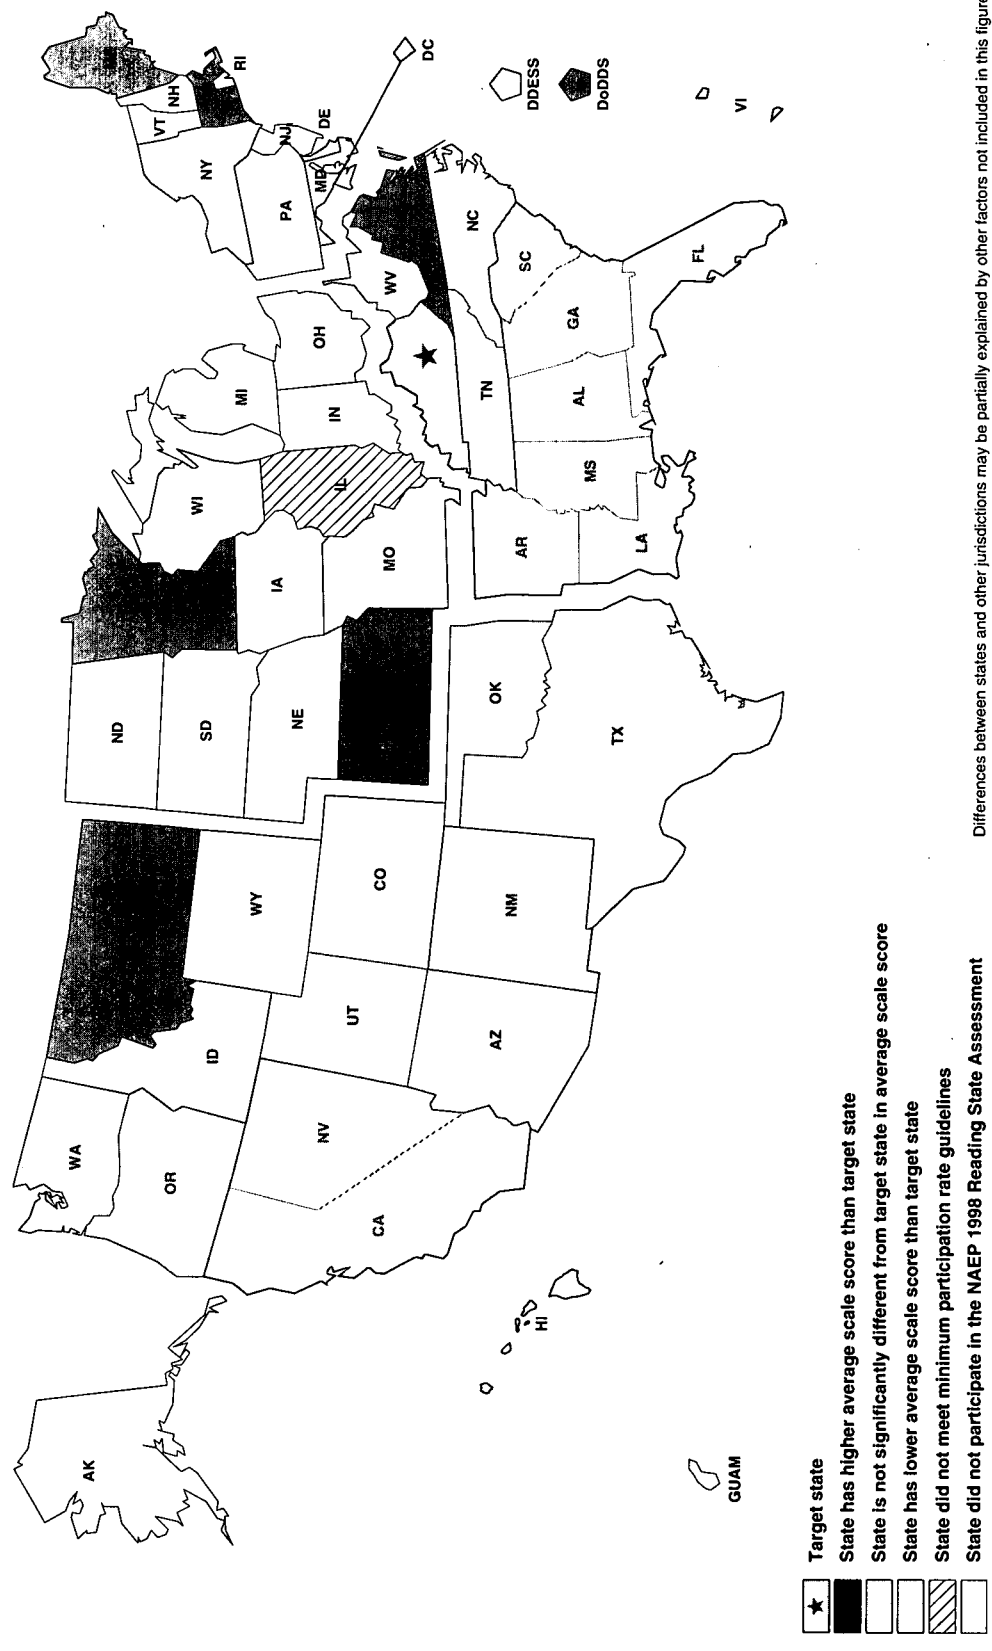 AK
HI
GUAM
WA
OR
CA
NV
ID
UT
AZ
WY
CO
NM
ND
SD
NE
OK
TX
IA
MO
AR
LA
WI
IL
MS
MI
IN
OH
TN
AL
GA
FL
SC
NC
WV
PA
NY
VT
NH
RI
NJ
DE
MD
DC
DDESS
DoDDS
VI
Target state
State has higher average scale score than target state
State is not significantly different from target state in average scale score
State has lower average scale score than target state
State did not meet minimum participation rate guidelines
State did not participate in the NAEP 1998 Reading State Assessment
Differences between states and other jurisdictions may be partially explained by other factors not included in this figure